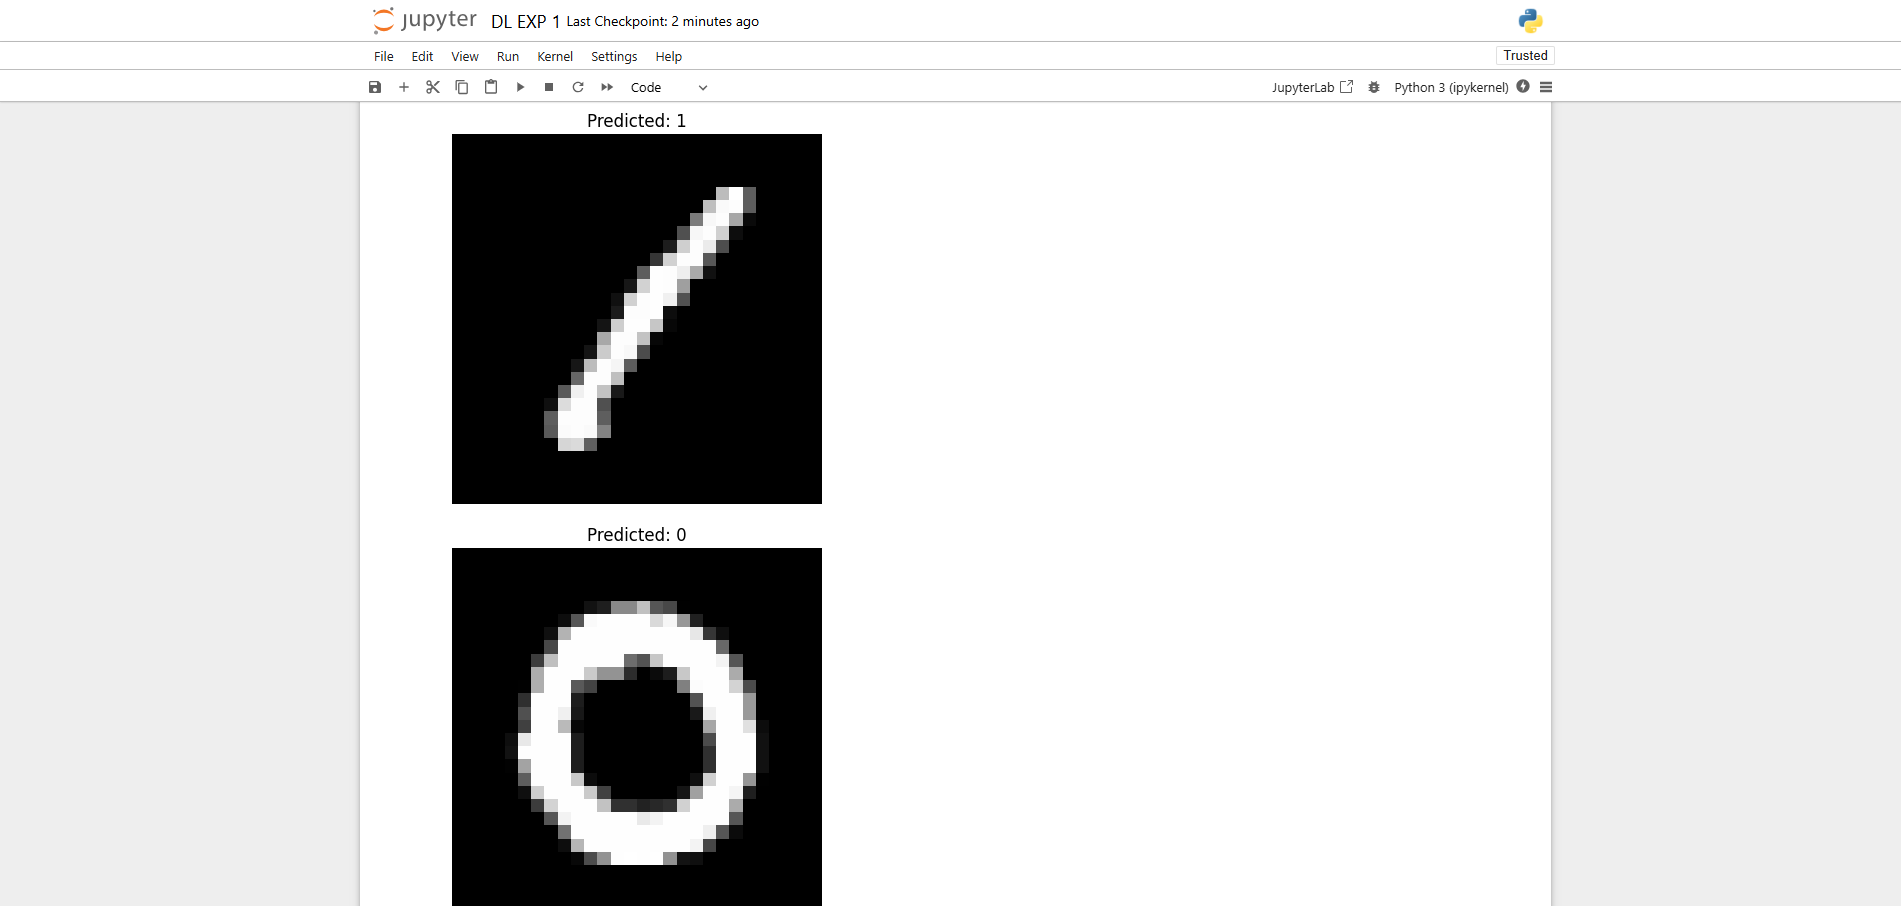 jupyter DL EXP 1 Last Checkpoint: 2 minutes ago
File Edit View Run Kernel Settings Help Trusted
Code JupyterLab Python 3 (ipykernel)
Predicted: 1
Predicted: 0